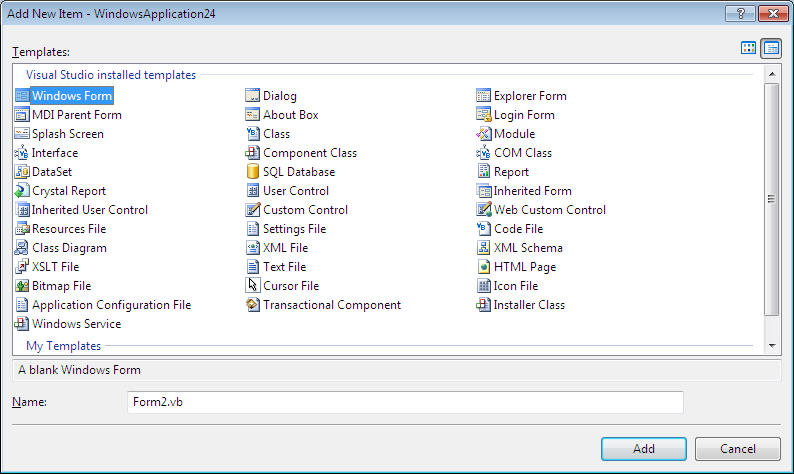 Add New Item - WindowsApplication24
Templates:
Visual Studio installed templates
Windows Form Dialog Explorer Form
MDI Parent Form About Box Login Form
Splash Screen Class Module
Interface Component Class COM Class
DataSet SQL Database Report
Crystal Report User Control Inherited Form
Inherited User Control Custom Control Web Custom Control
Resources File Settings File Code File
Class Diagram XML File XML Schema
XSLT File Text File HTML Page
Bitmap File Cursor File Icon File
Application Configuration File Transactional Component Installer Class
Windows Service
My Templates
A blank Windows Form
Name: Form2.vb
Add Cancel